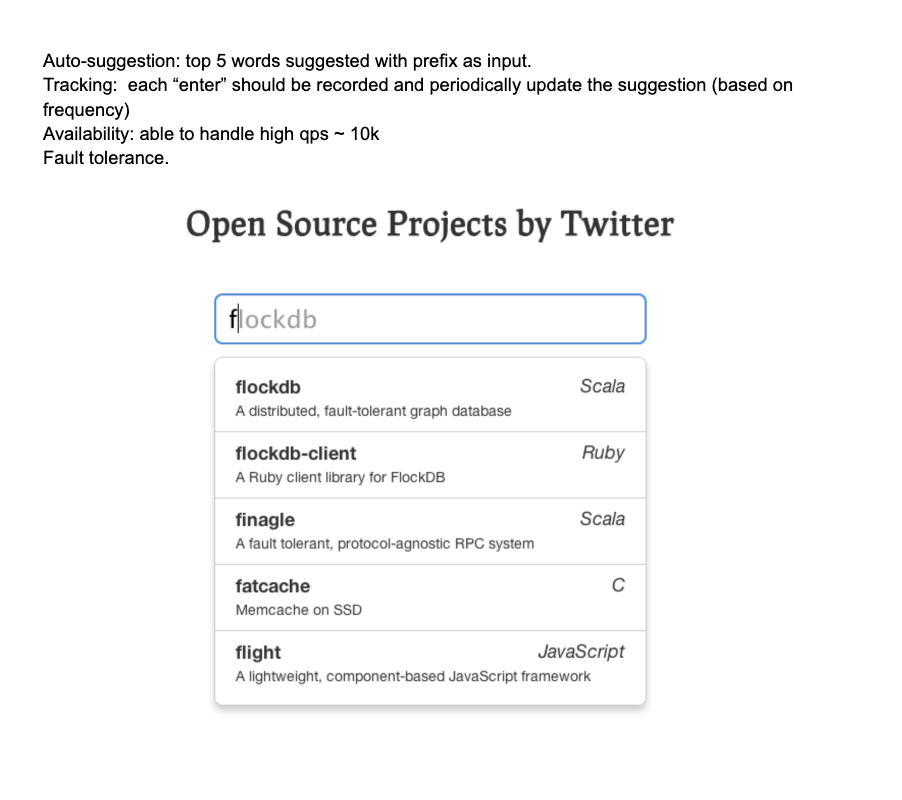 Auto-suggestion: top 5 words suggested with prefix as input.
Tracking:  each “enter” should be recorded and periodically update the suggestion (based on
frequency)
Availability: able to handle high qps ~ 10k
Fault tolerance.
Open Source Projects by Twitter
flockdb
flockdb Scala
A distributed, fault-tolerant graph database
flockdb-client Ruby
A Ruby client library for FlockDB
finagle Scala
A fault tolerant, protocol-agnostic RPC system
fatcache C
Memcache on SSD
flight JavaScript
A lightweight, component-based JavaScript framework